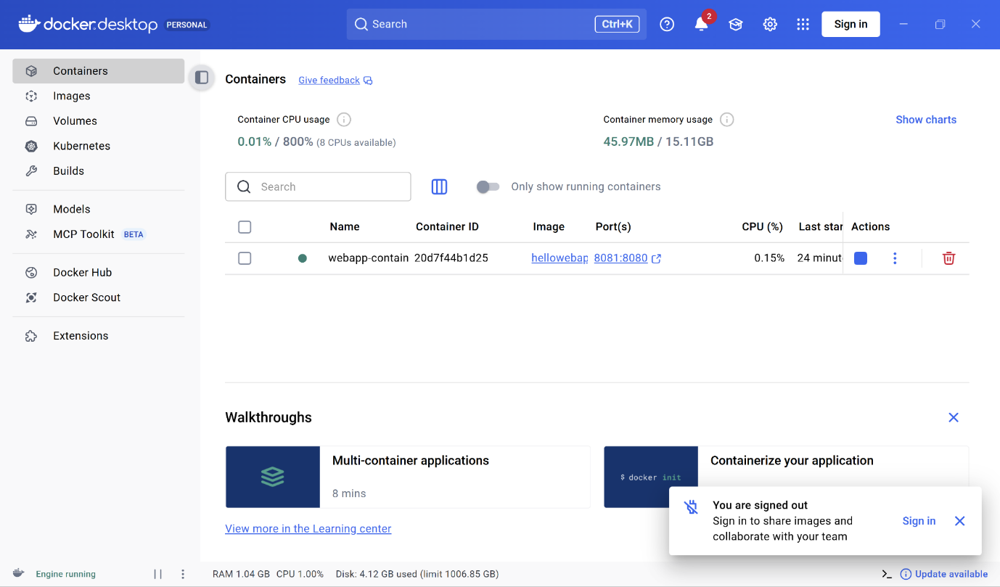 docker.desktop PERSONAL
Search
Ctrl+K
2
Sign in
Containers
Images
Volumes
Kubernetes
Builds
Models
MCP Toolkit BETA
Docker Hub
Docker Scout
Extensions
Containers
Give feedback
Container CPU usage
0.01% / 800% (8 CPUs available)
Container memory usage
45.97MB / 15.11GB
Show charts
Search
Only show running containers
Name Container ID Image Port(s) CPU (%) Last star Actions
webapp-contain 20d7f44b1d25 hellowebap 8081:8080 0.15% 24 minut
Walkthroughs
Multi-container applications
8 mins
$ docker init
Containerize your application
View more in the Learning center
You are signed out
Sign in to share images and
collaborate with your team
Sign in
Engine running
RAM 1.04 GB CPU 1.00% Disk: 4.12 GB used (limit 1006.85 GB)
Update available